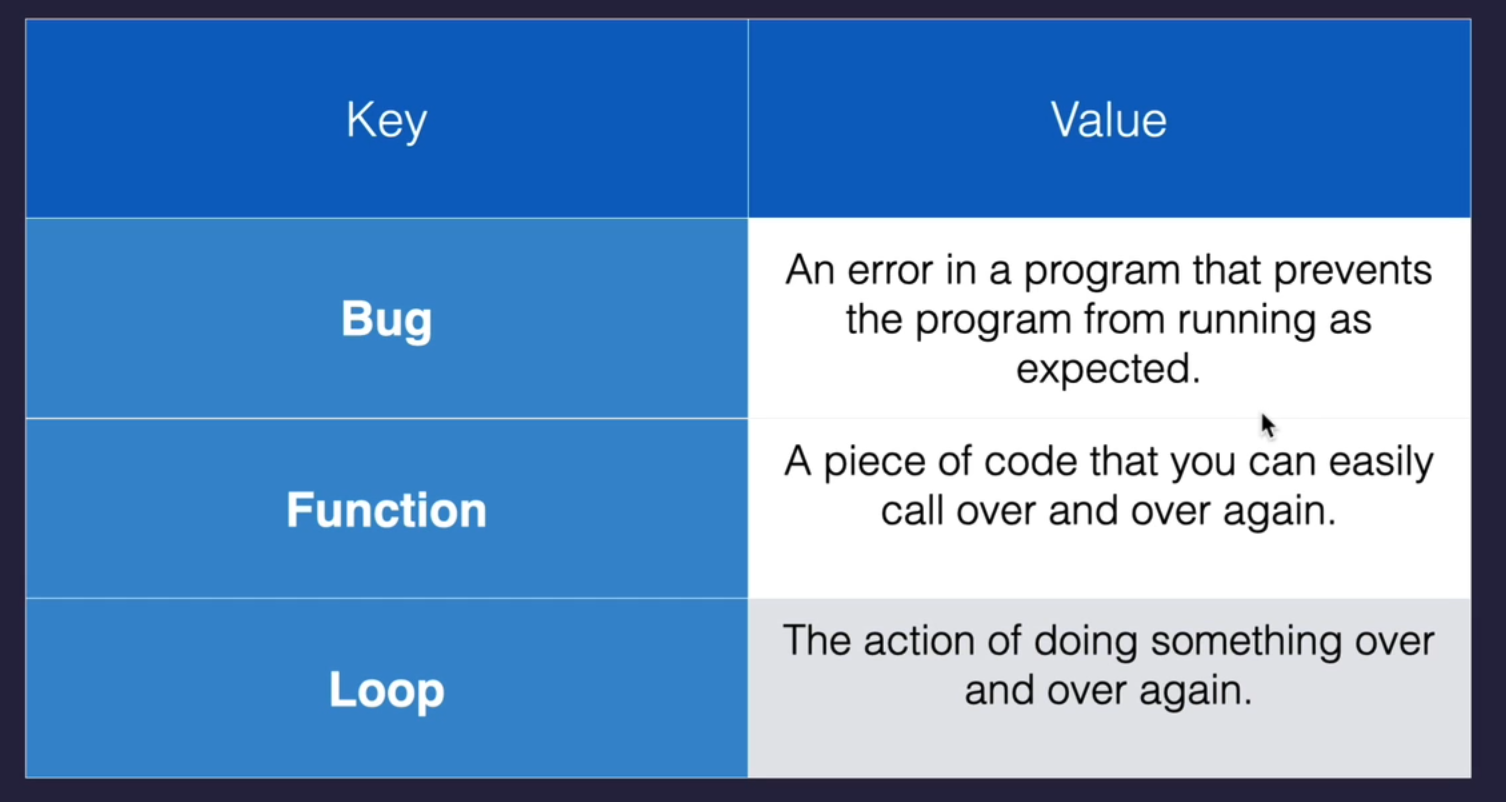 Key
Value
Bug
An error in a program that prevents
the program from running as
expected.
Function
A piece of code that you can easily
call over and over again.
Loop
The action of doing something over
and over again.